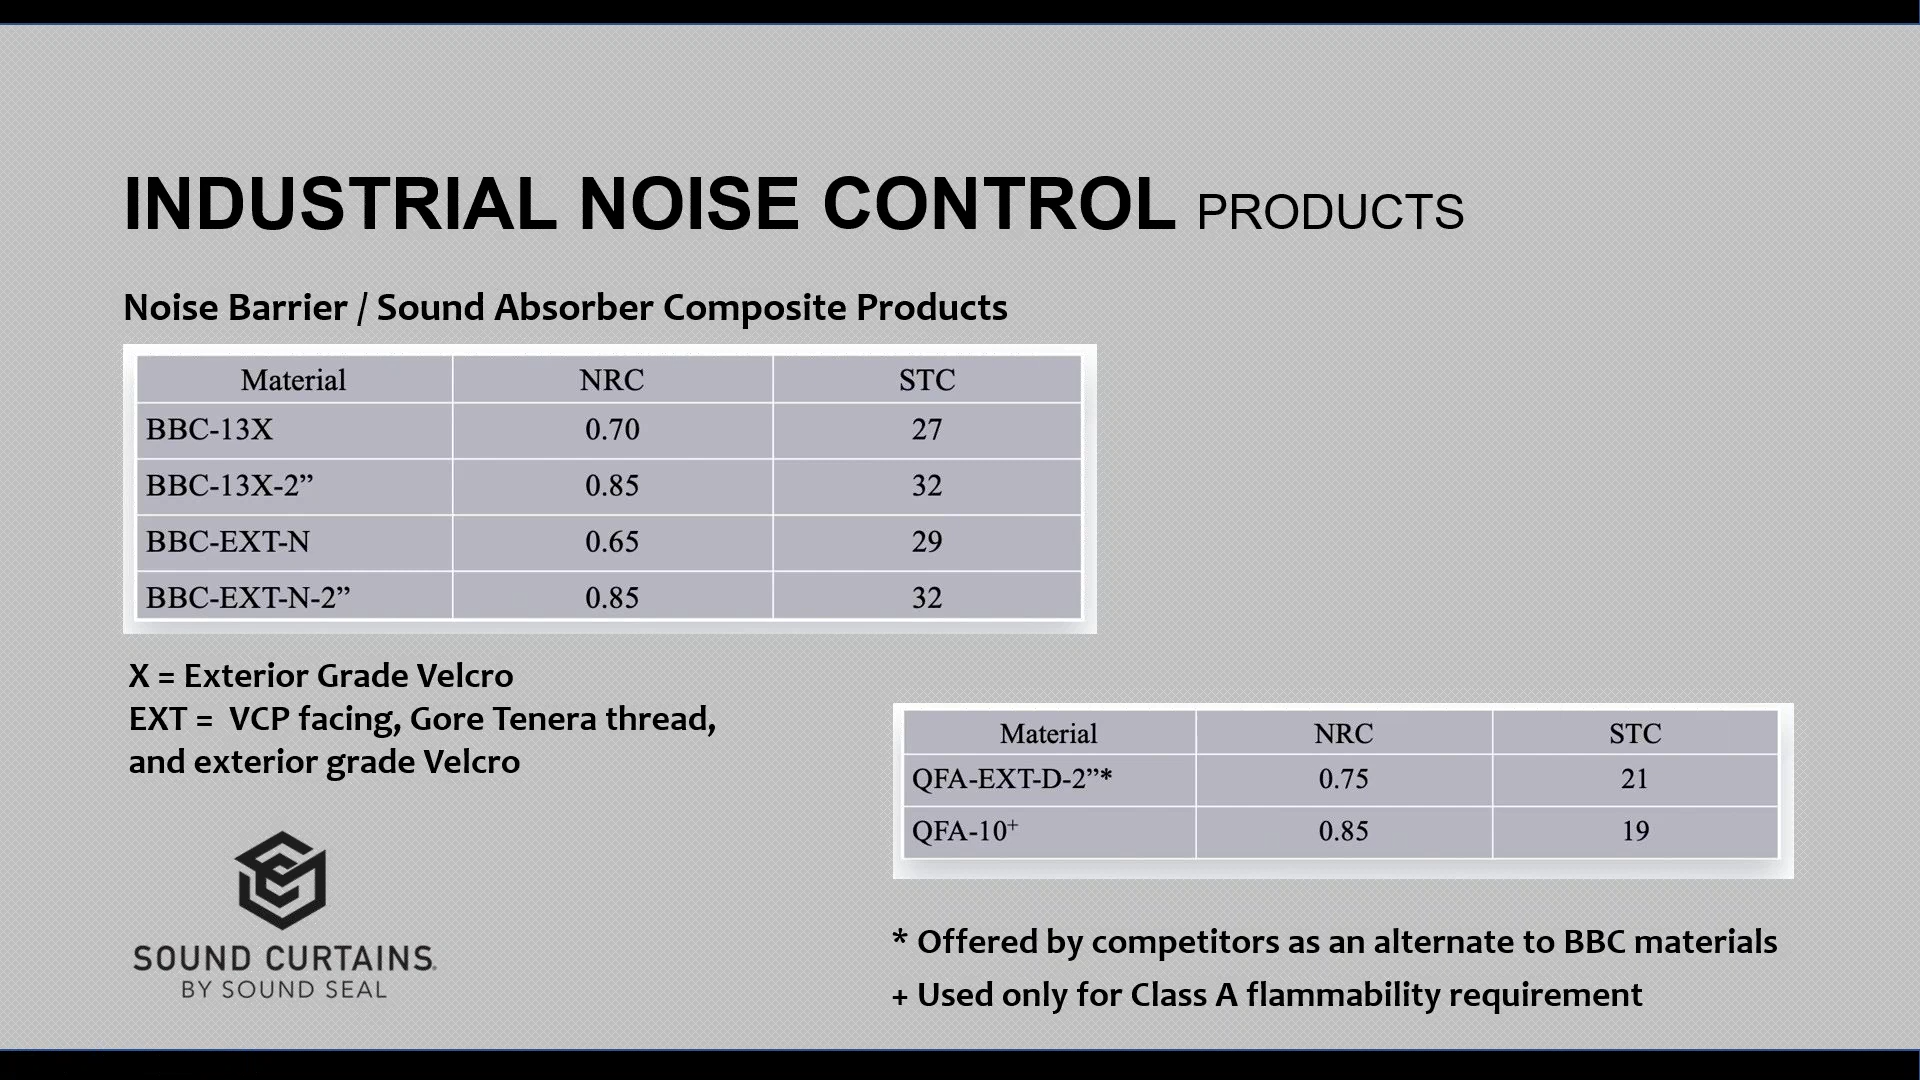 INDUSTRIAL NOISE CONTROL PRODUCTS
Noise Barrier / Sound Absorber Composite Products
Material NRC STC
BBC-13X 0.70 27
BBC-13X-2” 0.85 32
BBC-EXT-N 0.65 29
BBC-EXT-N-2” 0.85 32
X = Exterior Grade Velcro
EXT = VCP facing, Gore Tenera thread,
and exterior grade Velcro
Material NRC STC
QFA-EXT-D-2”* 0.75 21
QFA-10+ 0.85 19
* Offered by competitors as an alternate to BBC materials
+ Used only for Class A flammability requirement
SOUND CURTAINS®
BY SOUND SEAL